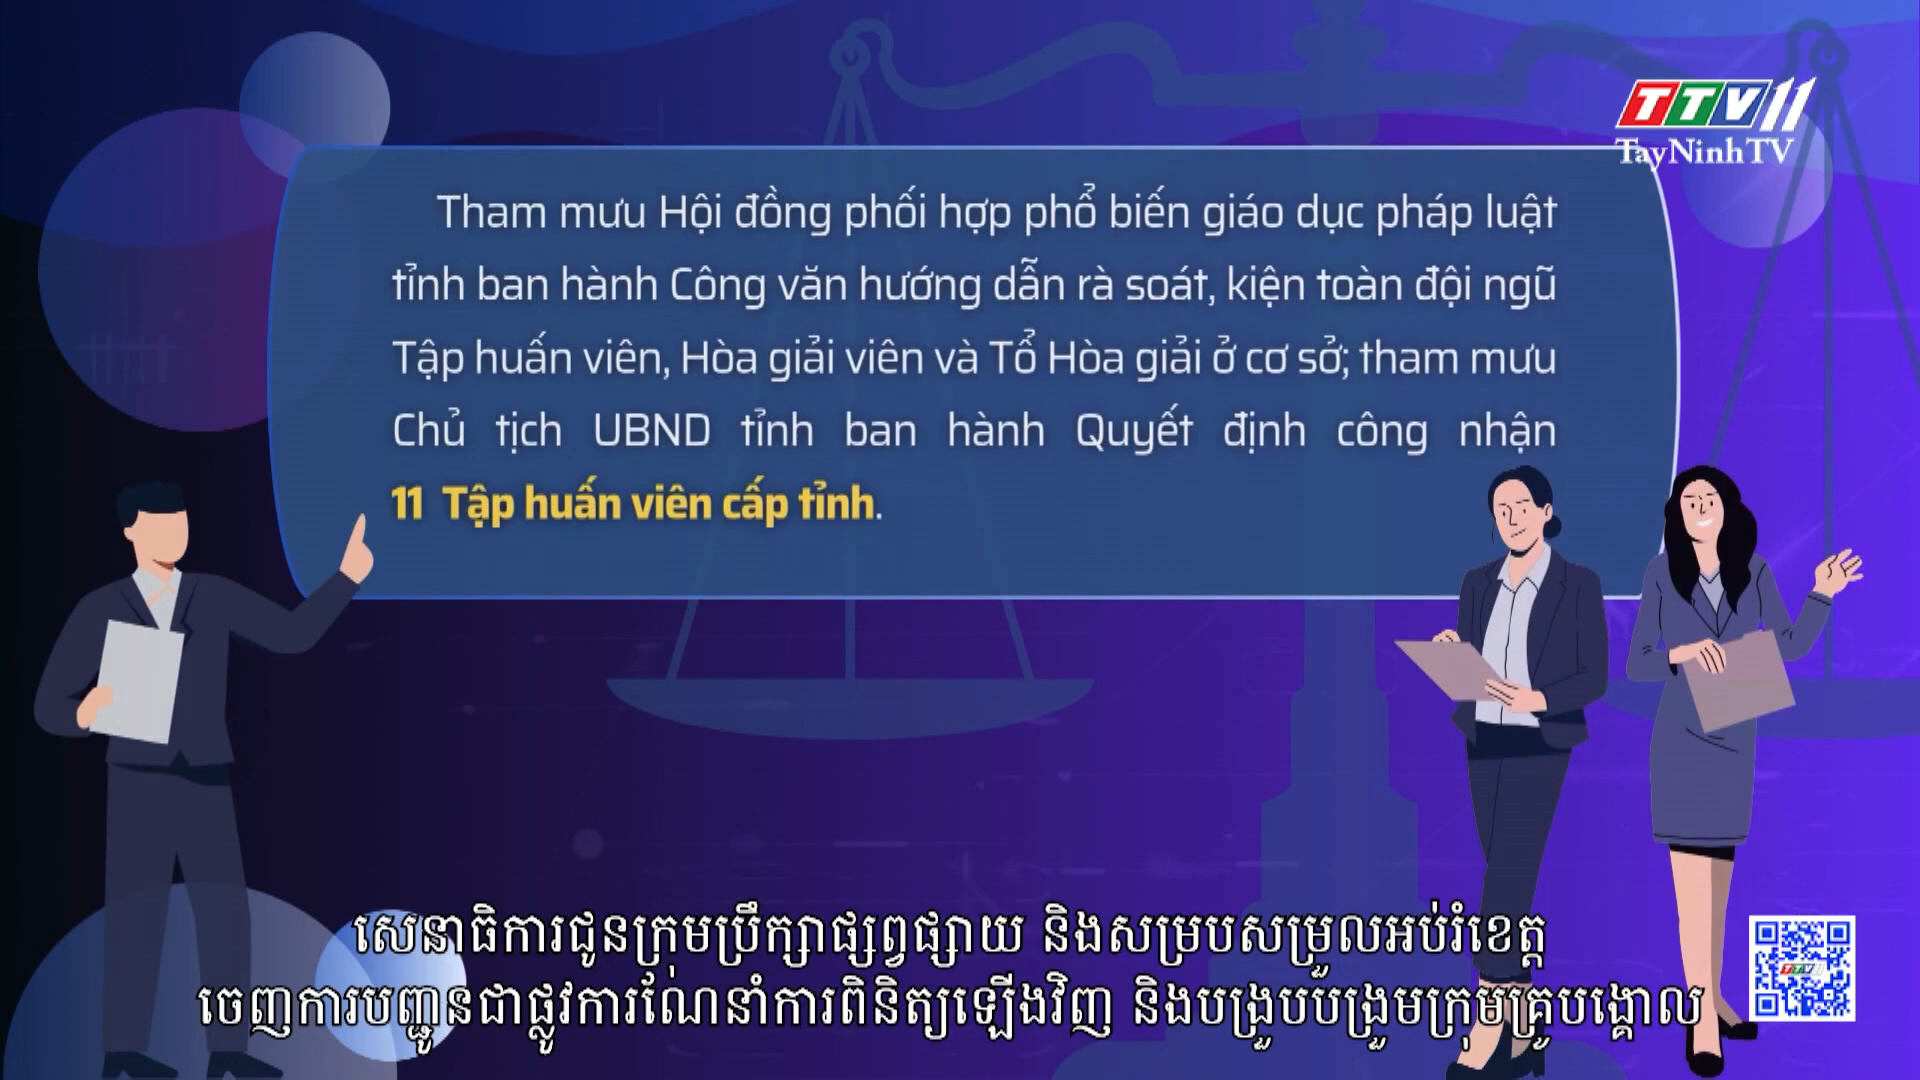 TTV11
TayNinhTV
Tham mưu Hội đồng phối hợp phổ biến giáo dục pháp luật
tỉnh ban hành Công văn hướng dẫn rà soát, kiện toàn đội ngũ
Tập huấn viên, Hòa giải viên và Tổ Hòa giải ở cơ sở; tham mưu
Chủ tịch UBND tỉnh ban hành Quyết định công nhận
11 Tập huấn viên cấp tỉnh.
សេនាធិការជូនក្រុមប្រឹក្សាផ្សព្វផ្សាយ និងសម្របសម្រួលអប់រំខេត្ត
ចេញការបញ្ជូនជាផ្លូវការណែនាំការពិនិត្យឡើងវិញ និងបង្រួបបង្រួមក្រុមគ្រូបង្គោល
TTV11